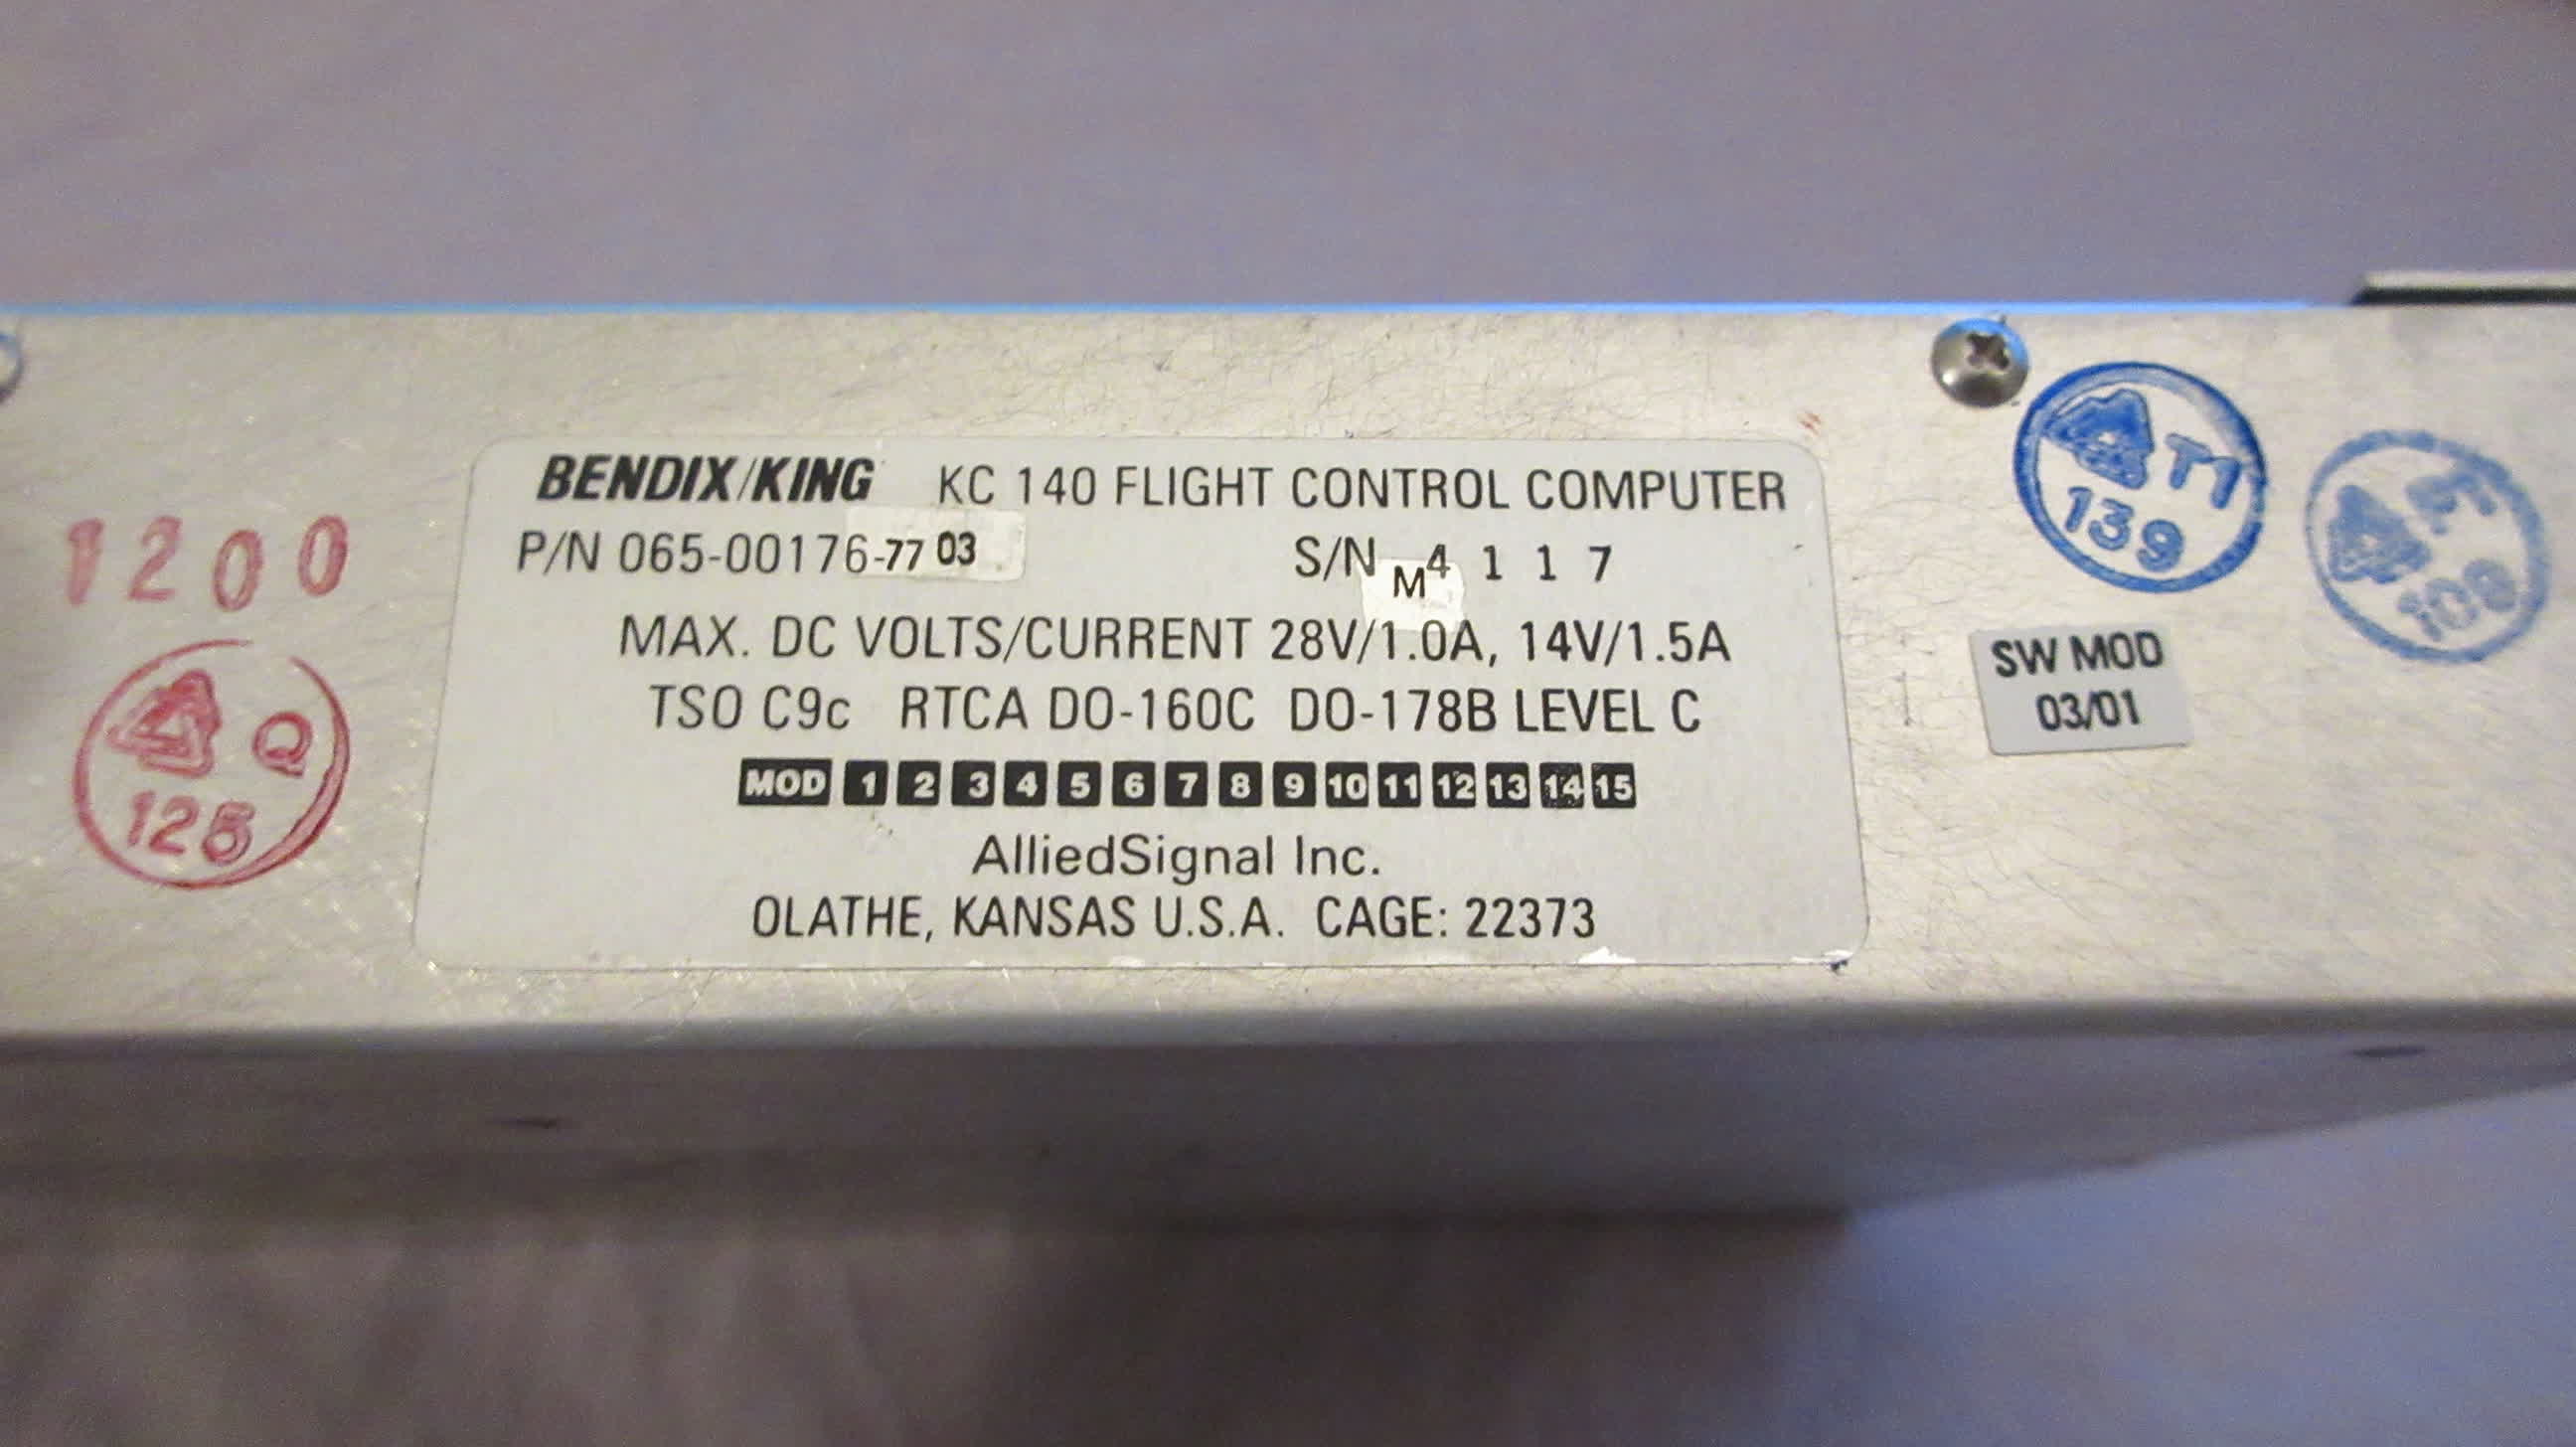 BENDIX/KING KC 140 FLIGHT CONTROL COMPUTER
P/N 065-00176-77 03 S/N M 4 1 1 7
MAX. DC VOLTS/CURRENT 28V/1.0A, 14V/1.5A
TSO C9c RTCA DO-160C DO-178B LEVEL C
MOD 1 2 3 4 5 6 7 8 9 10 11 12 13 14 15
AlliedSignal Inc.
OLATHE, KANSAS U.S.A. CAGE: 22373
1200
Q
T1
139
SW MOD
03/01